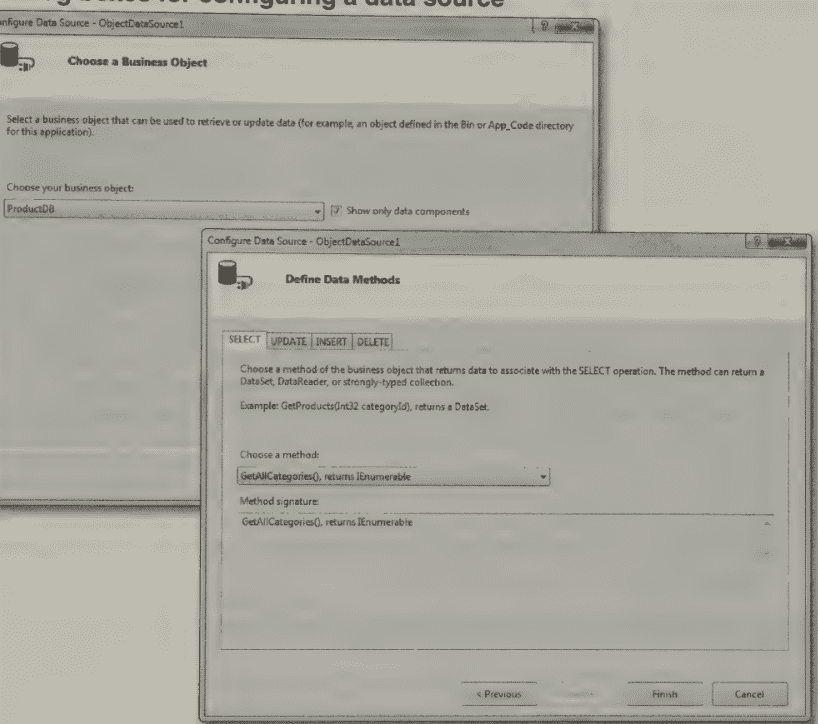 boxes for configuring a data source
nfigure Data Source - ObjectDataSource1
Choose a Business Object
Select a business object that can be used to retrieve or update data (for example, an object defined in the Bin or App_Code directory
for this application).
Choose your business object:
ProductDB
Show only data components
Configure Data Source - ObjectDataSource1
Define Data Methods
SELECT UPDATE INSERT DELETE
Choose a method of the business object that returns data to associate with the SELECT operation. The method can return a
DataSet, DataReader, or strongly-typed collection.
Example: GetProducts(Int32 categoryId), returns a DataSet.
Choose a method:
GetAllCategories(), returns IEnumerable
Method signature:
GetAllCategories(), returns IEnumerable
< Previous
Finish
Cancel